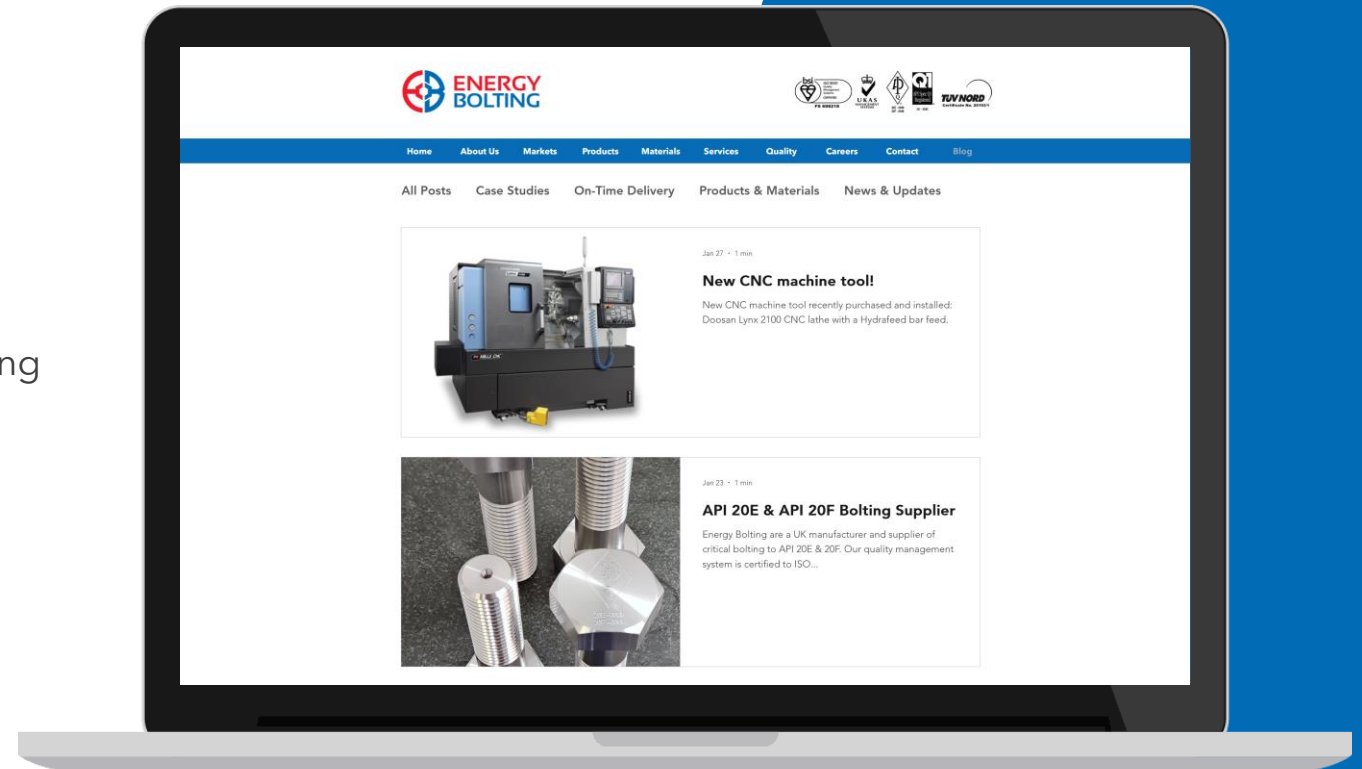 ng
ENERGY
BOLTING
bsi
UKAS
TUV NORD
Home About Us Markets Products Materials Services Quality Careers Contact Blog
All Posts Case Studies On-Time Delivery Products & Materials News & Updates
Jan 27 • 1 min
New CNC machine tool!
New CNC machine tool recently purchased and installed:
Doosan Lynx 2100 CNC lathe with a Hydrafeed bar feed.
Jan 23 • 1 min
API 20E & API 20F Bolting Supplier
Energy Bolting are a UK manufacturer and supplier of
critical bolting to API 20E & 20F. Our quality management
system is certified to ISO...